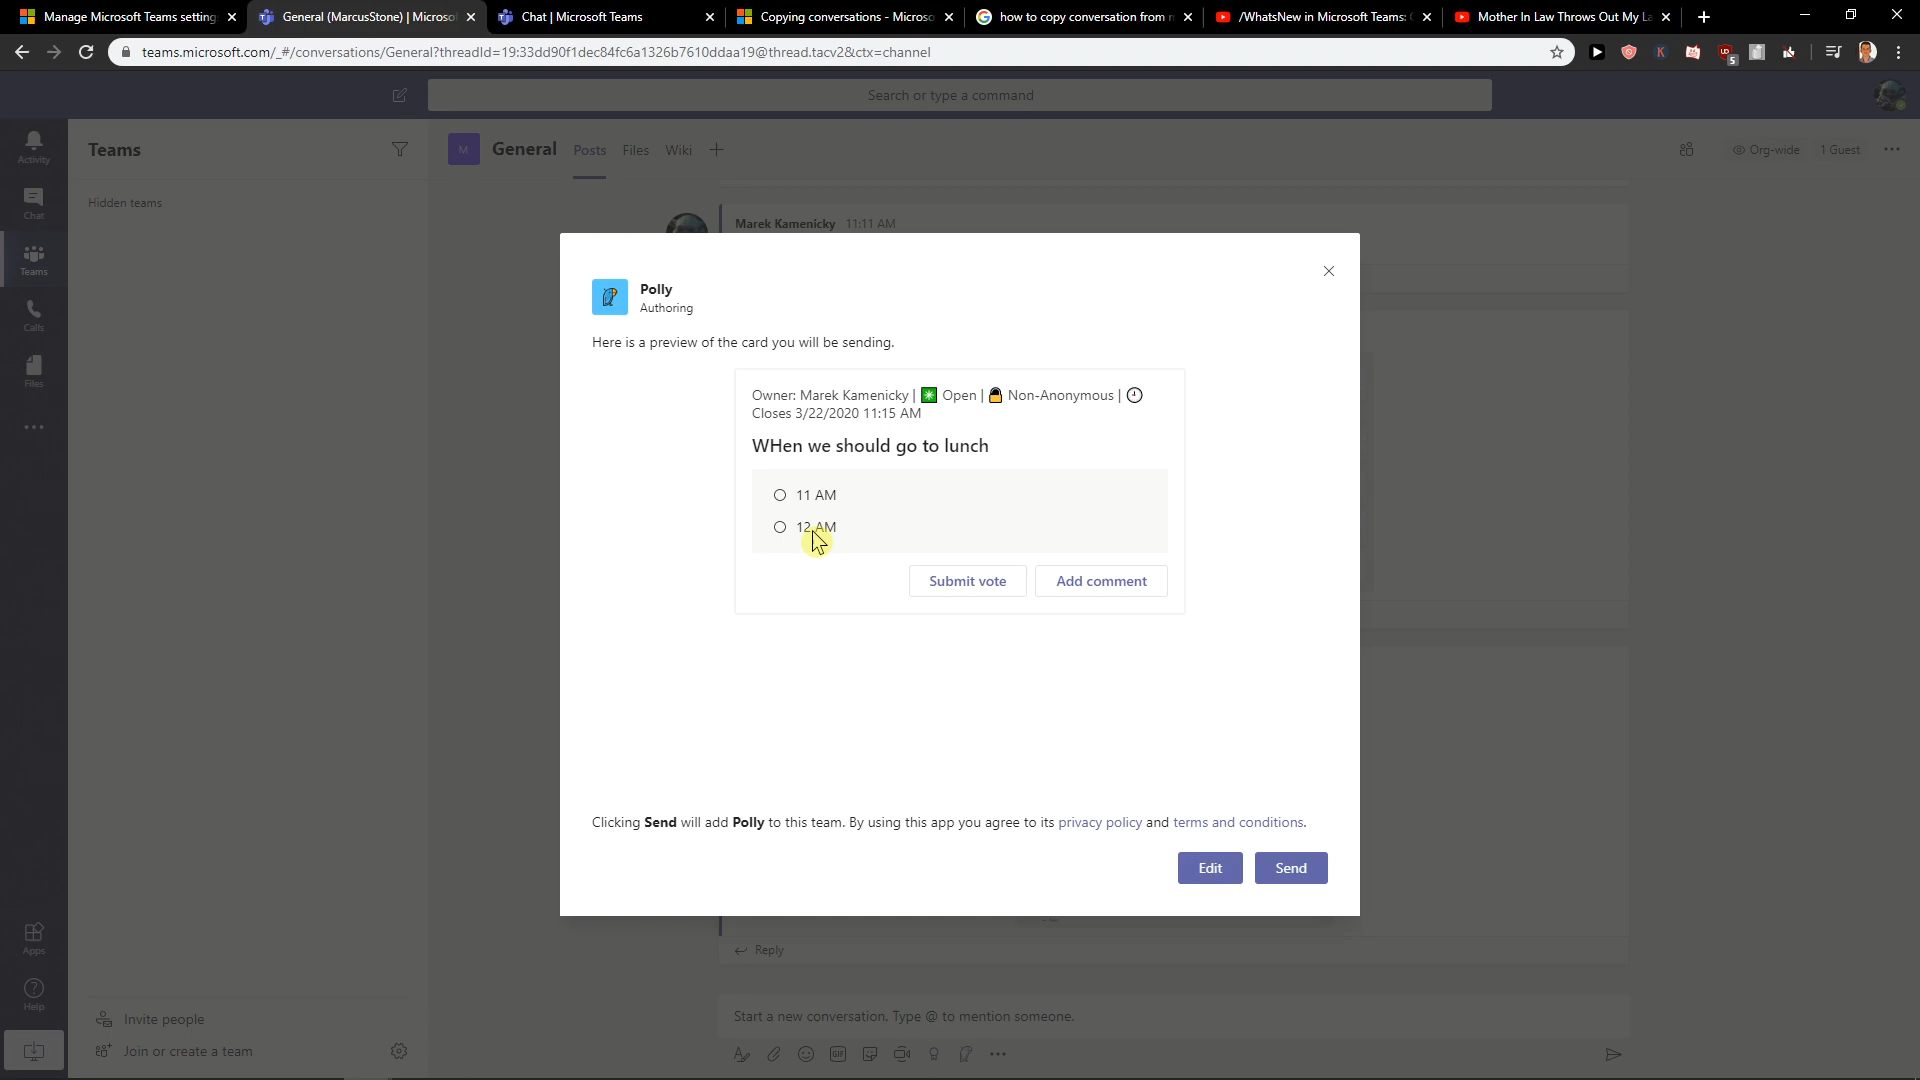 Manage Microsoft Teams setting
General (MarcusStone) | Microso
Chat | Microsoft Teams
Copying conversations - Microso
how to copy conversation from
/WhatsNew in Microsoft Teams:
Mother In Law Throws Out My La
teams.microsoft.com/_#/conversations/General?threadId=19:33dd90f1dec84fc6a1326b7610ddaa19@thread.tacv2&ctx=channel
5
Search or type a command
Activity
Chat
Teams
Calls
Files
Apps
Help
Teams
Hidden teams
Invite people
Join or create a team
M
General
Posts
Files
Wiki
Org-wide
1 Guest
Marek Kamenicky 11:11 AM
Polly
Authoring
Here is a preview of the card you will be sending.
Owner: Marek Kamenicky | Open | Non-Anonymous |
Closes 3/22/2020 11:15 AM
WHen we should go to lunch
11 AM
12 AM
Submit vote
Add comment
Clicking Send will add Polly to this team. By using this app you agree to its privacy policy and terms and conditions.
Edit
Send
Reply
Start a new conversation. Type @ to mention someone.
GIF